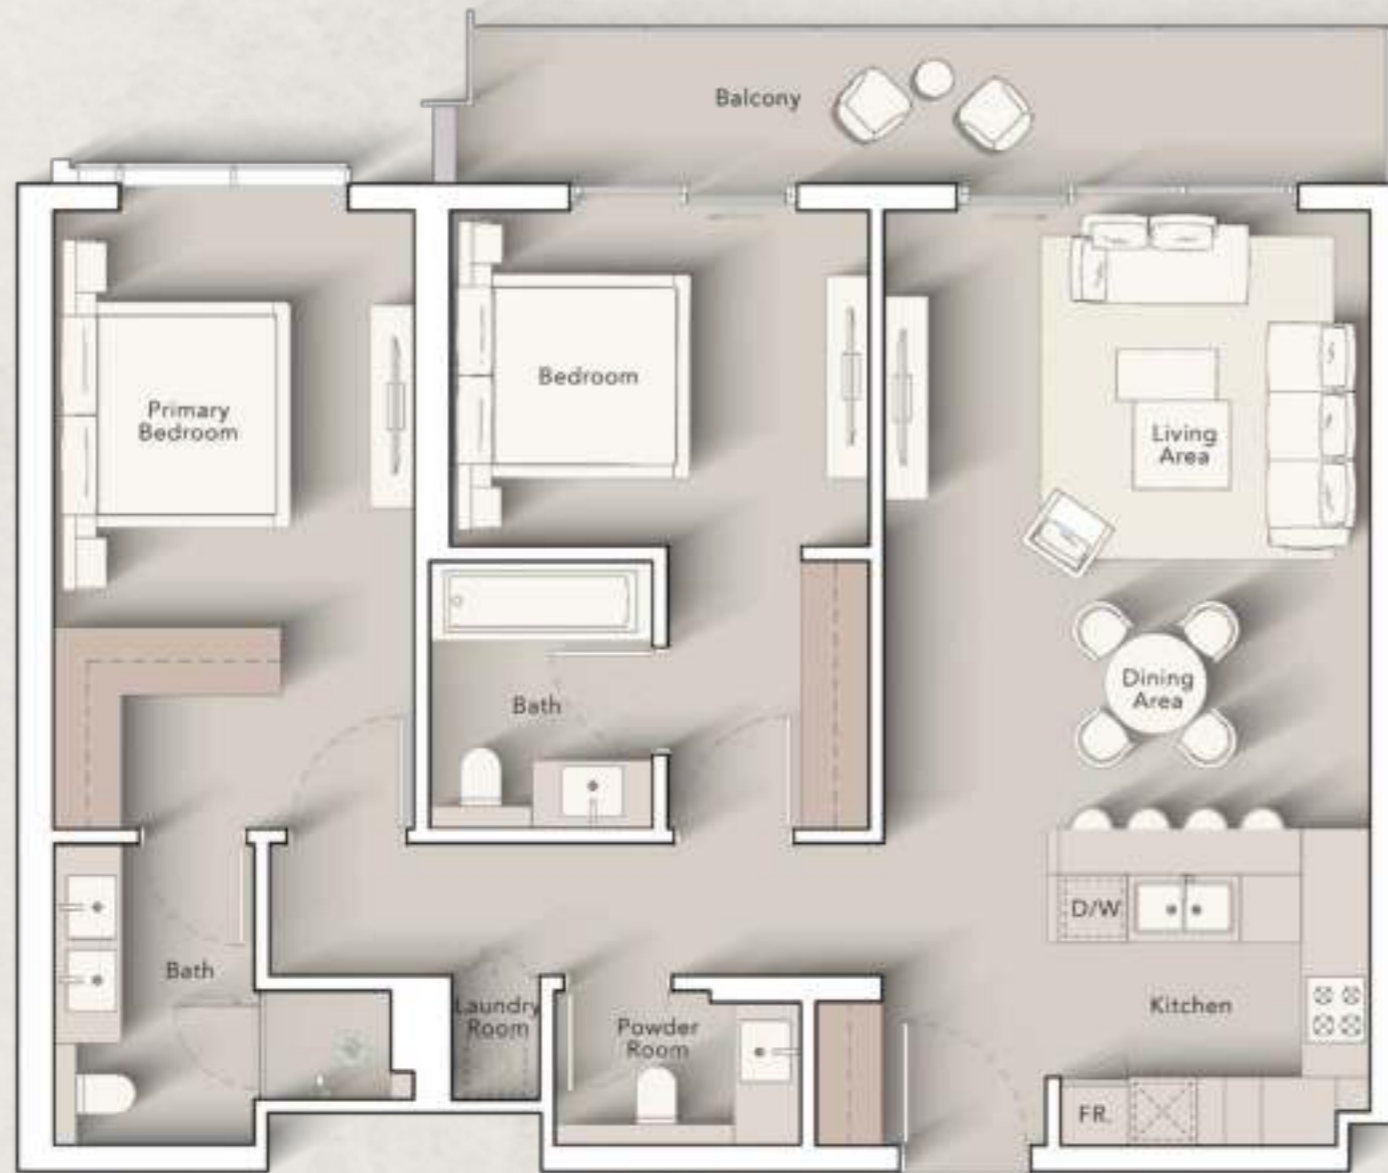 Balcony
Primary
Bedroom
Bedroom
Living
Area
Dining
Area
Bath
D/W
Bath
Laundry
Room
Powder
Room
Kitchen
FR.